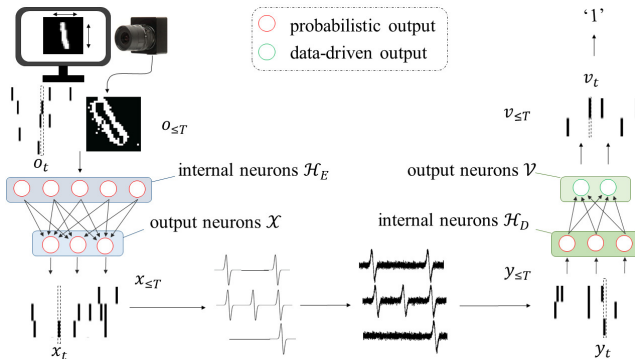 probabilistic output
data-driven output
'1'
v_t
v_{≤T}
o_{≤T}
o_t
internal neurons ℋ_E
output neurons 𝒱
output neurons 𝒳
internal neurons ℋ_D
x_{≤T}
y_{≤T}
x_t
y_t